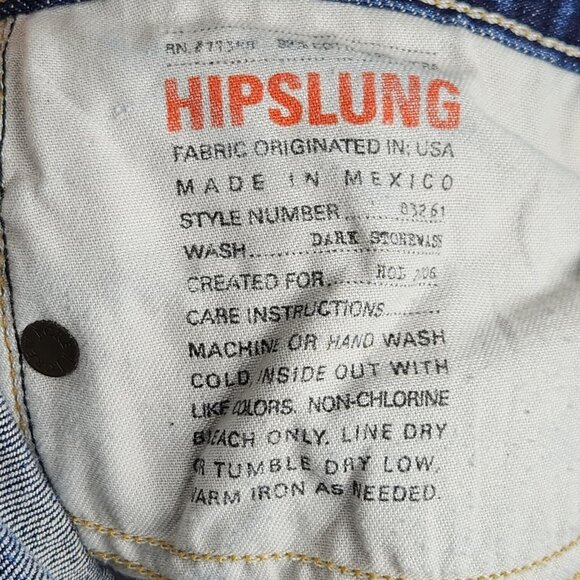 HIPSLUNG
FABRIC ORIGINATED IN: USA
MADE IN MEXICO
STYLE NUMBER.......... 83261
WASH.......... DARK STONEWASH
CREATED FOR.......... HOL
CARE INSTRUCTIONS..........
MACHINE OR HAND WASH
COLD, INSIDE OUT WITH
LIKE COLORS. NON-CHLORINE
BLEACH ONLY. LINE DRY
OR TUMBLE DRY LOW,
WARM IRON AS NEEDED.